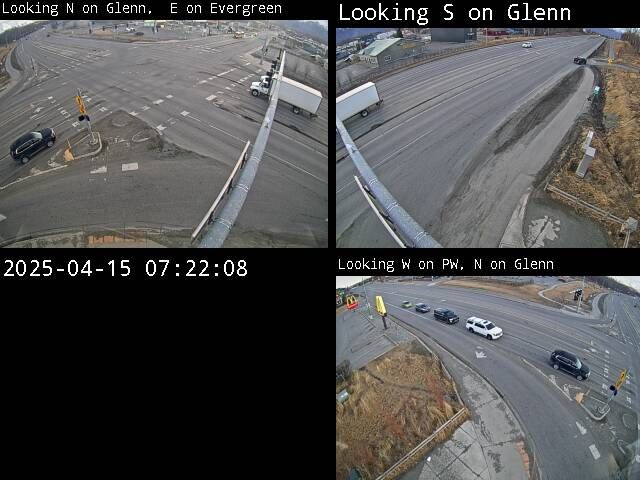 Looking N on Glenn,  E on Evergreen
Looking S on Glenn
2025-04-15 07:22:08
Looking W on PW, N on Glenn